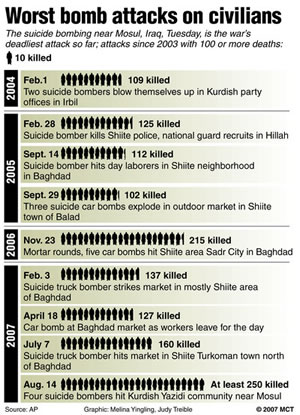 Worst bomb attacks on civilians
The suicide bombing near Mosul, Iraq, Tuesday, is the war's
deadliest attack so far; attacks since 2003 with 100 or more deaths:
10 killed
2004
Feb.1 109 killed
Two suicide bombers blow themselves up in Kurdish party
offices in Irbil
2005
Feb. 28 125 killed
Suicide bomber kills Shiite police, national guard recruits in Hillah
Sept. 14 112 killed
Suicide bomber hits day laborers in Shiite neighborhood
in Baghdad
Sept. 29 102 killed
Three suicide car bombs explode in outdoor market in Shiite
town of Balad
2006
Nov. 23 215 killed
Mortar rounds, five car bombs hit Shiite area Sadr City in Baghdad
2007
Feb. 3 137 killed
Suicide truck bomber strikes market in mostly Shiite area
of Baghdad
April 18 127 killed
Car bomb at Baghdad market as workers leave for the day
July 7 160 killed
Suicide truck bomber hits market in Shiite Turkoman town north
of Baghdad
Aug. 14 At least 250 killed
Four suicide bombers hit Kurdish Yazidi community near Mosul
Source: AP Graphic: Melina Yingling, Judy Treible © 2007 MCT